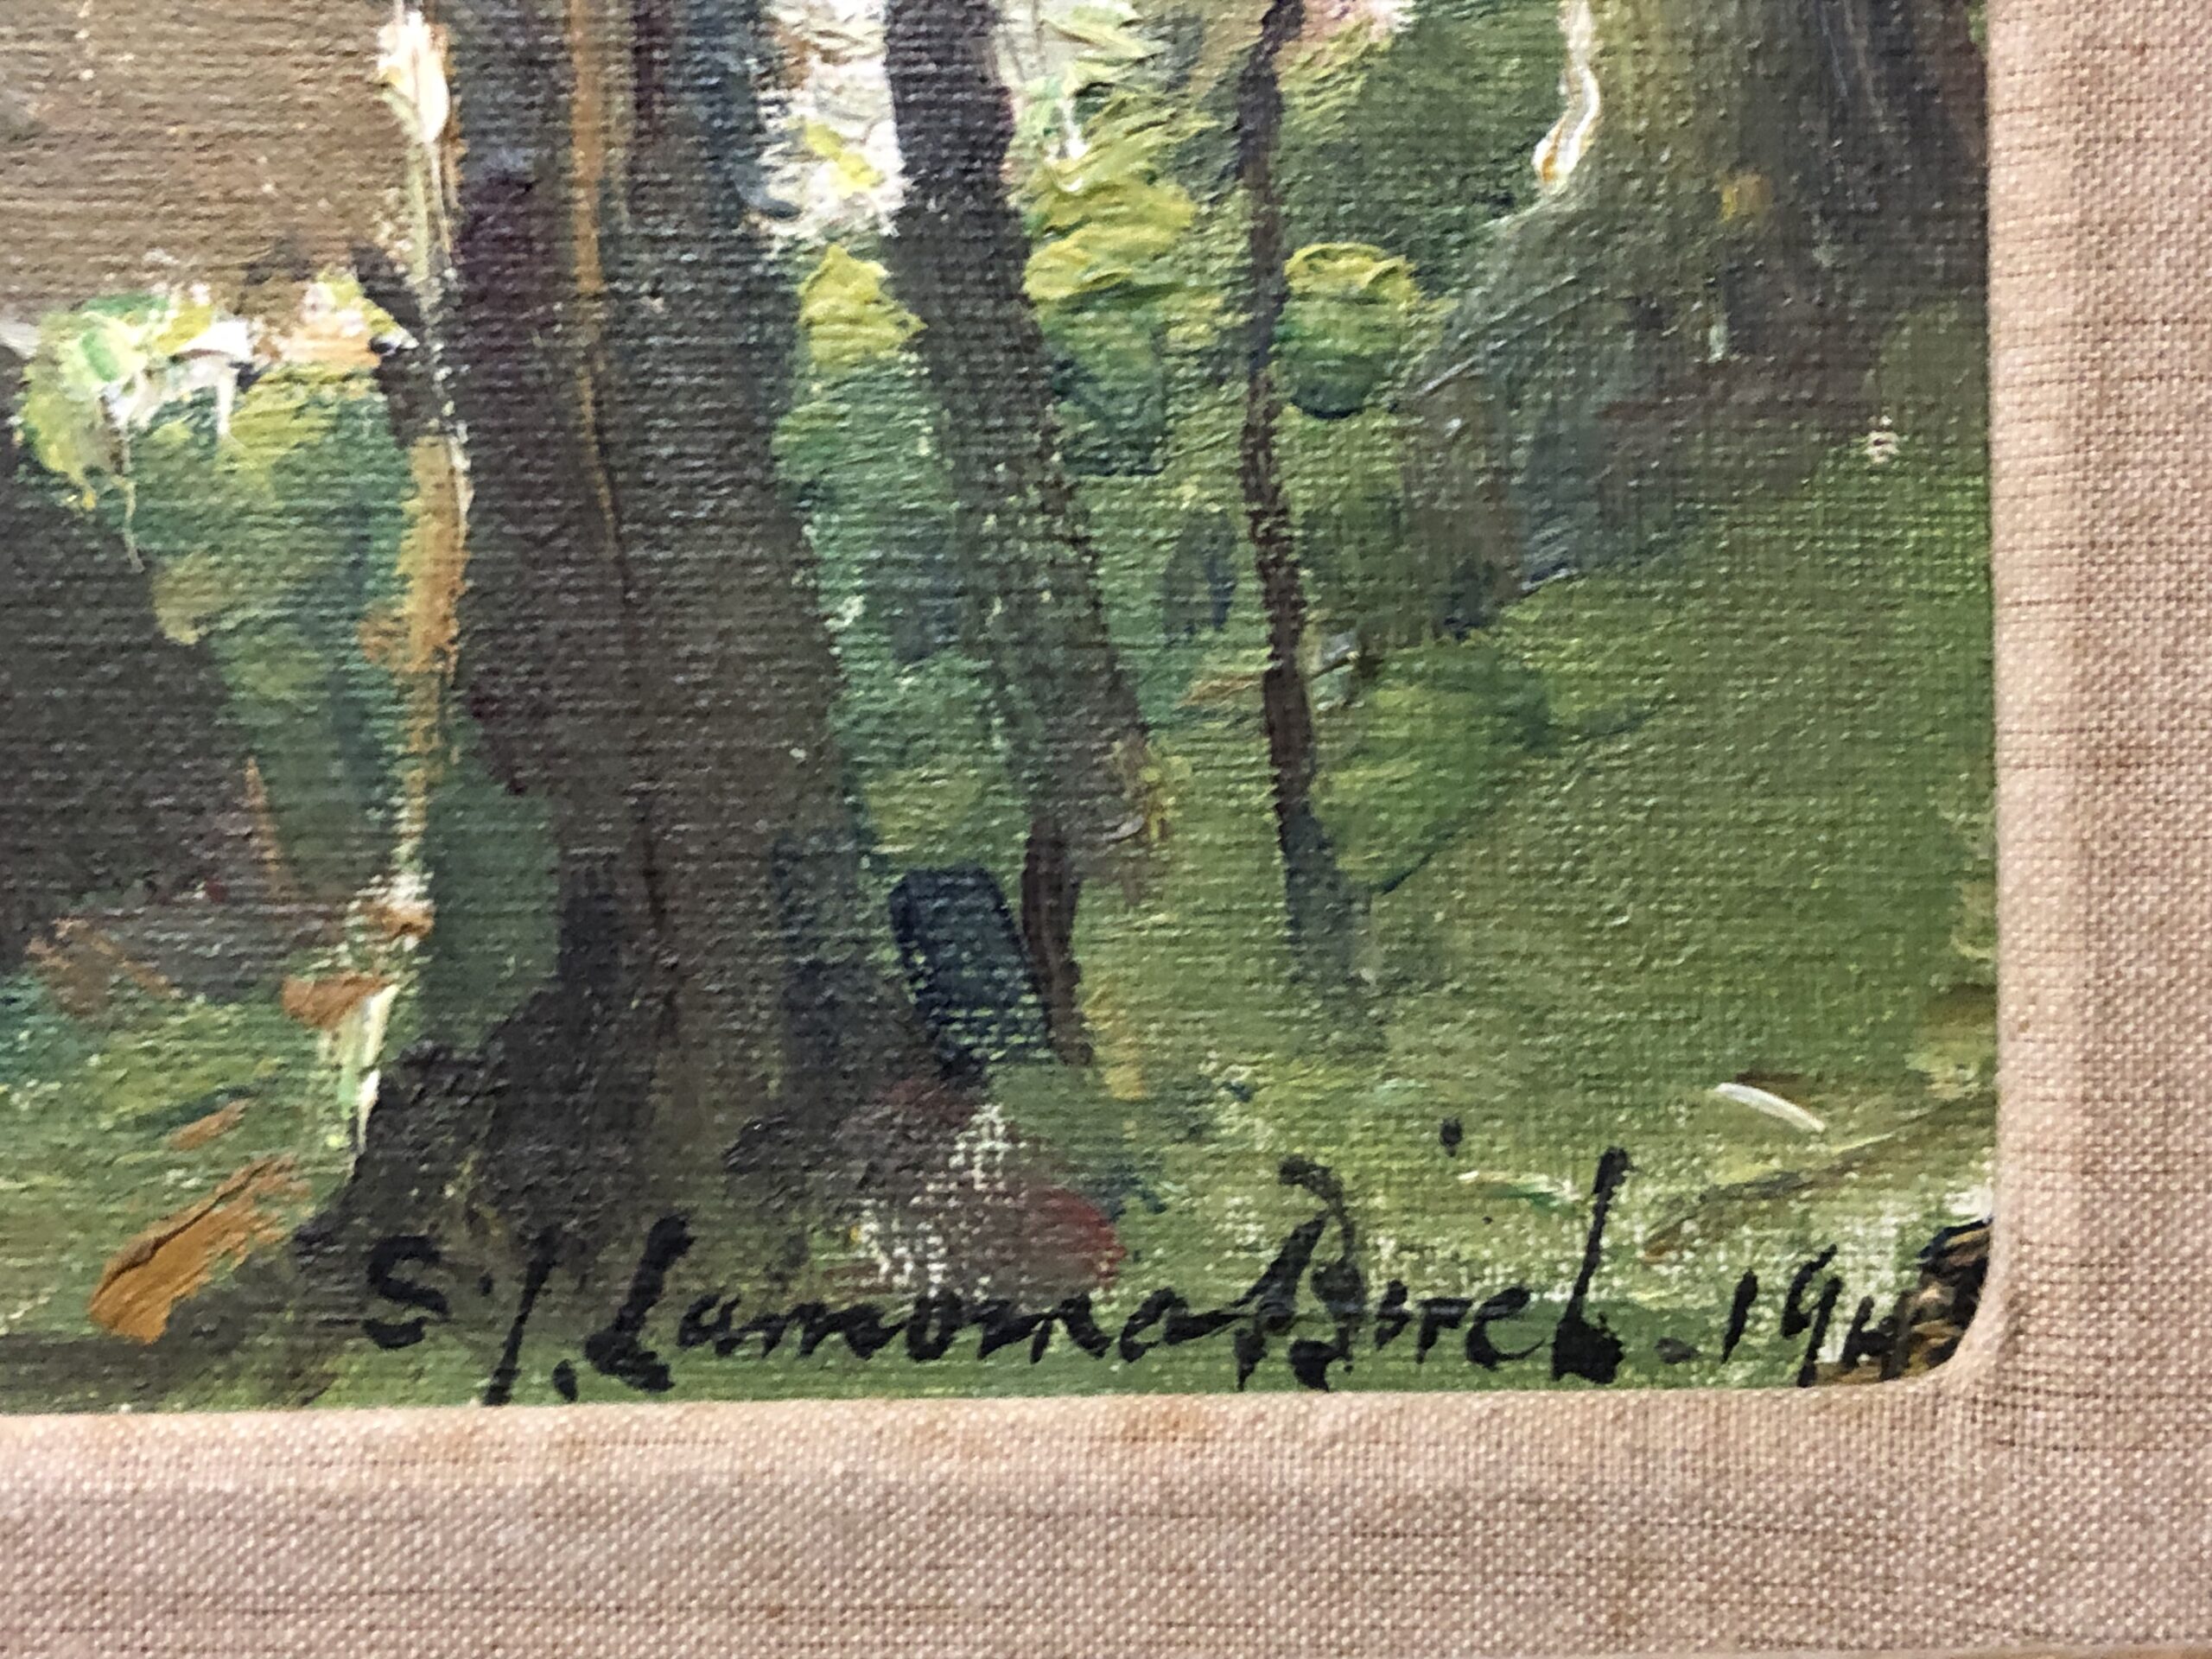 S.J. Lamorna Birch. 194